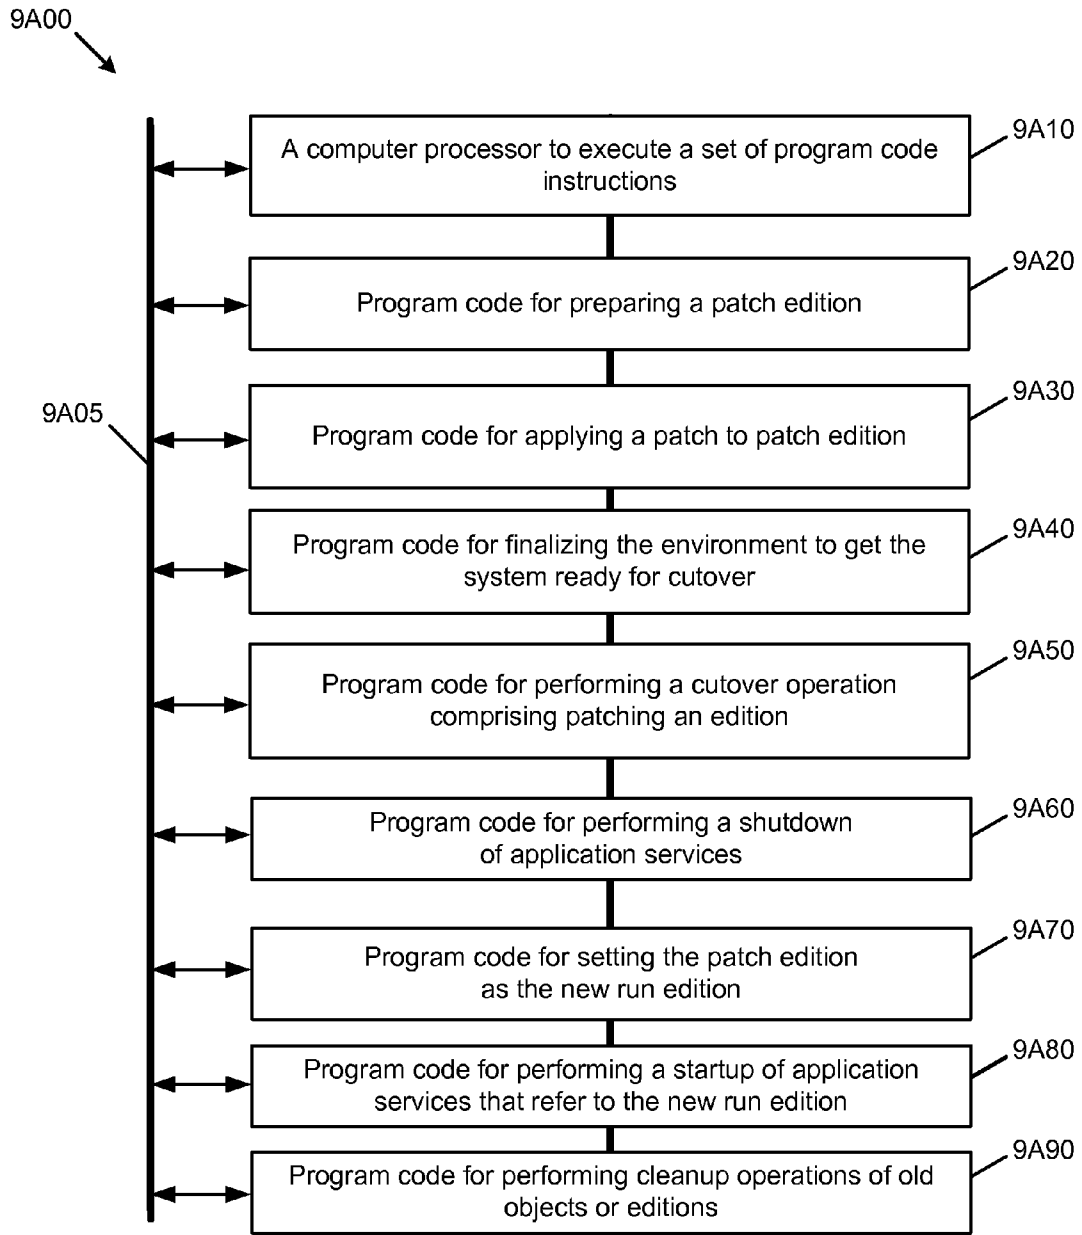 9A00
9A10
A computer processor to execute a set of program code
instructions
9A20
Program code for preparing a patch edition
9A30
9A05
Program code for applying a patch to patch edition
9A40
Program code for finalizing the environment to get the
system ready for cutover
9A50
Program code for performing a cutover operation
comprising patching an edition
9A60
Program code for performing a shutdown
of application services
9A70
Program code for setting the patch edition
as the new run edition
9A80
Program code for performing a startup of application
services that refer to the new run edition
9A90
Program code for performing cleanup operations of old
objects or editions